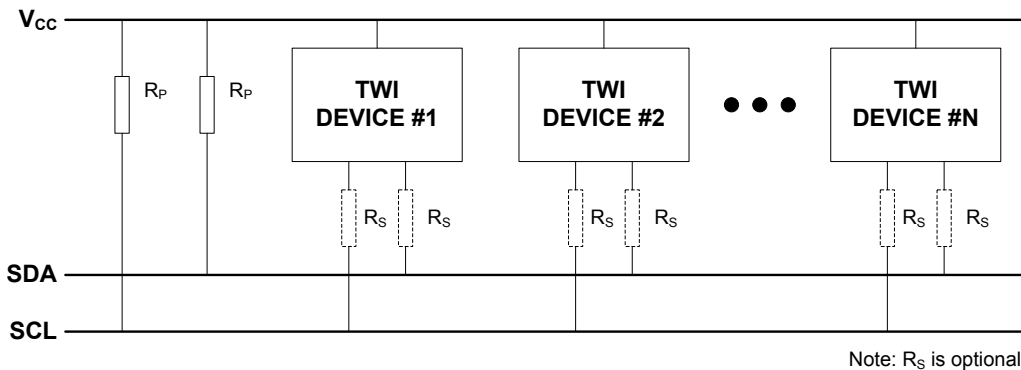 VCC
RP RP
TWI DEVICE #1
TWI DEVICE #2
TWI DEVICE #N
RS RS RS RS RS RS
SDA
SCL
Note: RS is optional